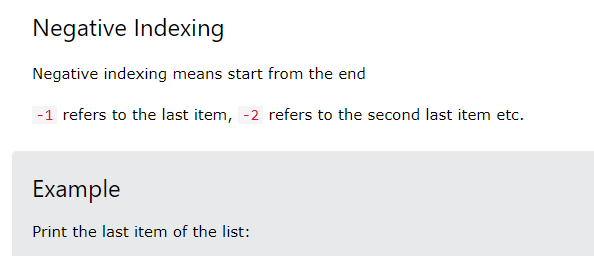 Negative Indexing
Negative indexing means start from the end
-1 refers to the last item, -2 refers to the second last item etc.
Example
Print the last item of the list: